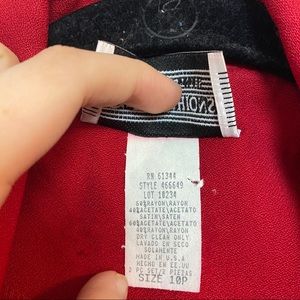 RN 61344
STYLE 466649
LOT 18234
60%RAYON\RAYON
40%ACETATE\ACETATO
SATIN\SATEN
60%RAYON\RAYON
40%ACETATE\ACETATO
DRY CLEAN ONLY
LAVADO EN SECO
SOLAMENTE
MADE IN U.S.A
HECHO EN EE.UU
2 PC SET/2 PIEZAS
SIZE 10P